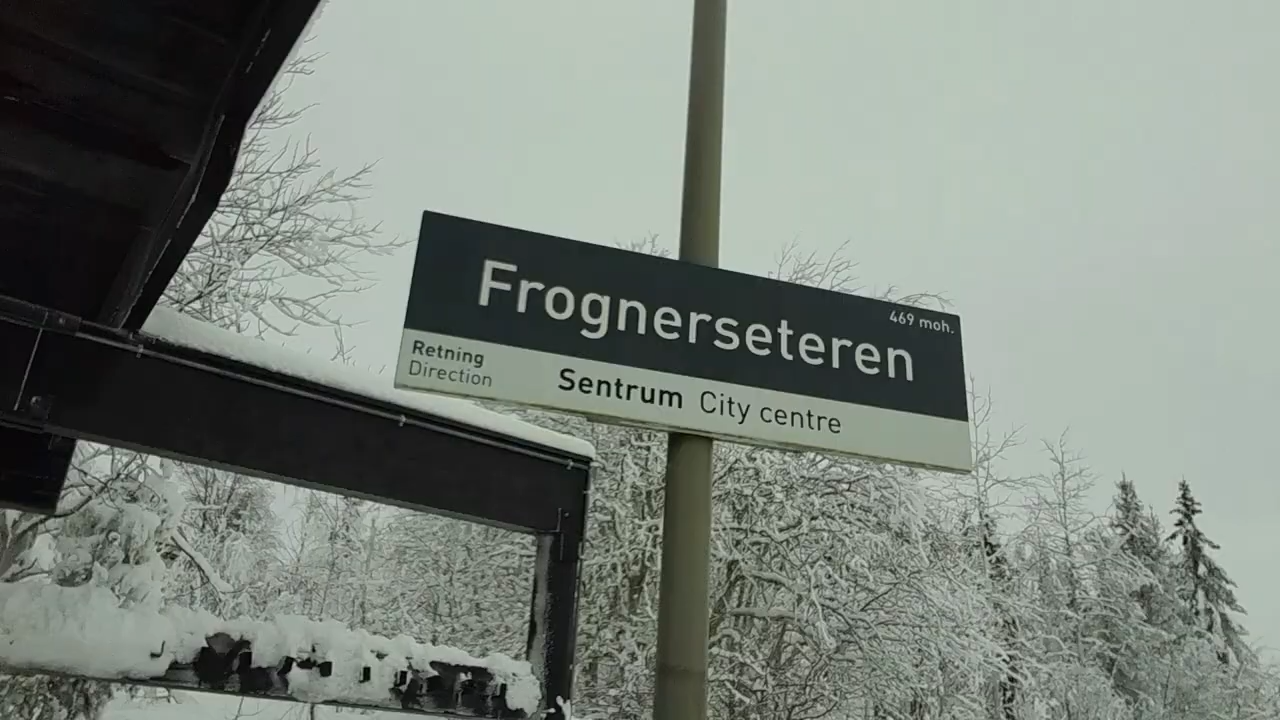 Frognerseteren
469 moh.
Retning
Direction
Sentrum City centre